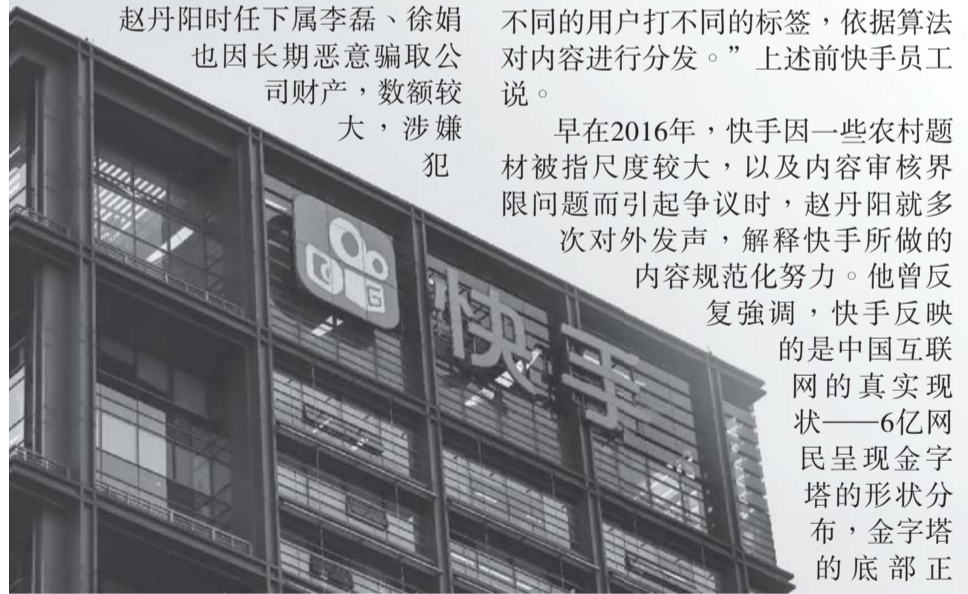 赵丹阳时任下属李磊、徐娟
也因长期恶意骗取公
司财产，数额较
大，涉嫌
犯
不同的用户打不同的标签，依据算法
对内容进行分发。”上述前快手员工
说。
早在2016年，快手因一些农村题
材被指尺度较大，以及内容审核界
限问题而引起争议时，赵丹阳就多
次对外发声，解释快手所做的
内容规范化努力。他曾反
复強调，快手反映
的是中国互联
网的真实现
状——6亿网
民呈现金字
塔的形状分
布，金字塔
的底部正
快手